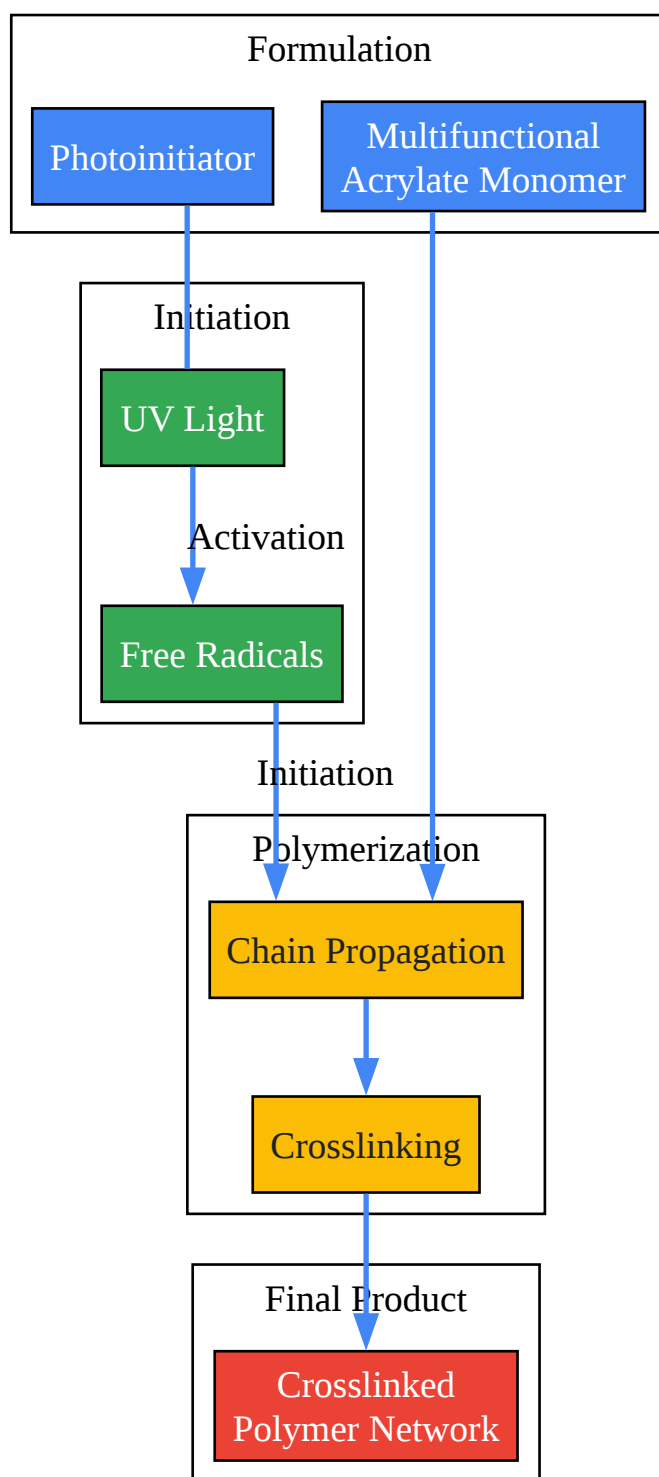 Formulation
Photoinitiator
Multifunctional
Acrylate Monomer
Initiation
UV Light
Activation
Free Radicals
Initiation
Polymerization
Chain Propagation
Crosslinking
Final Product
Crosslinked
Polymer Network